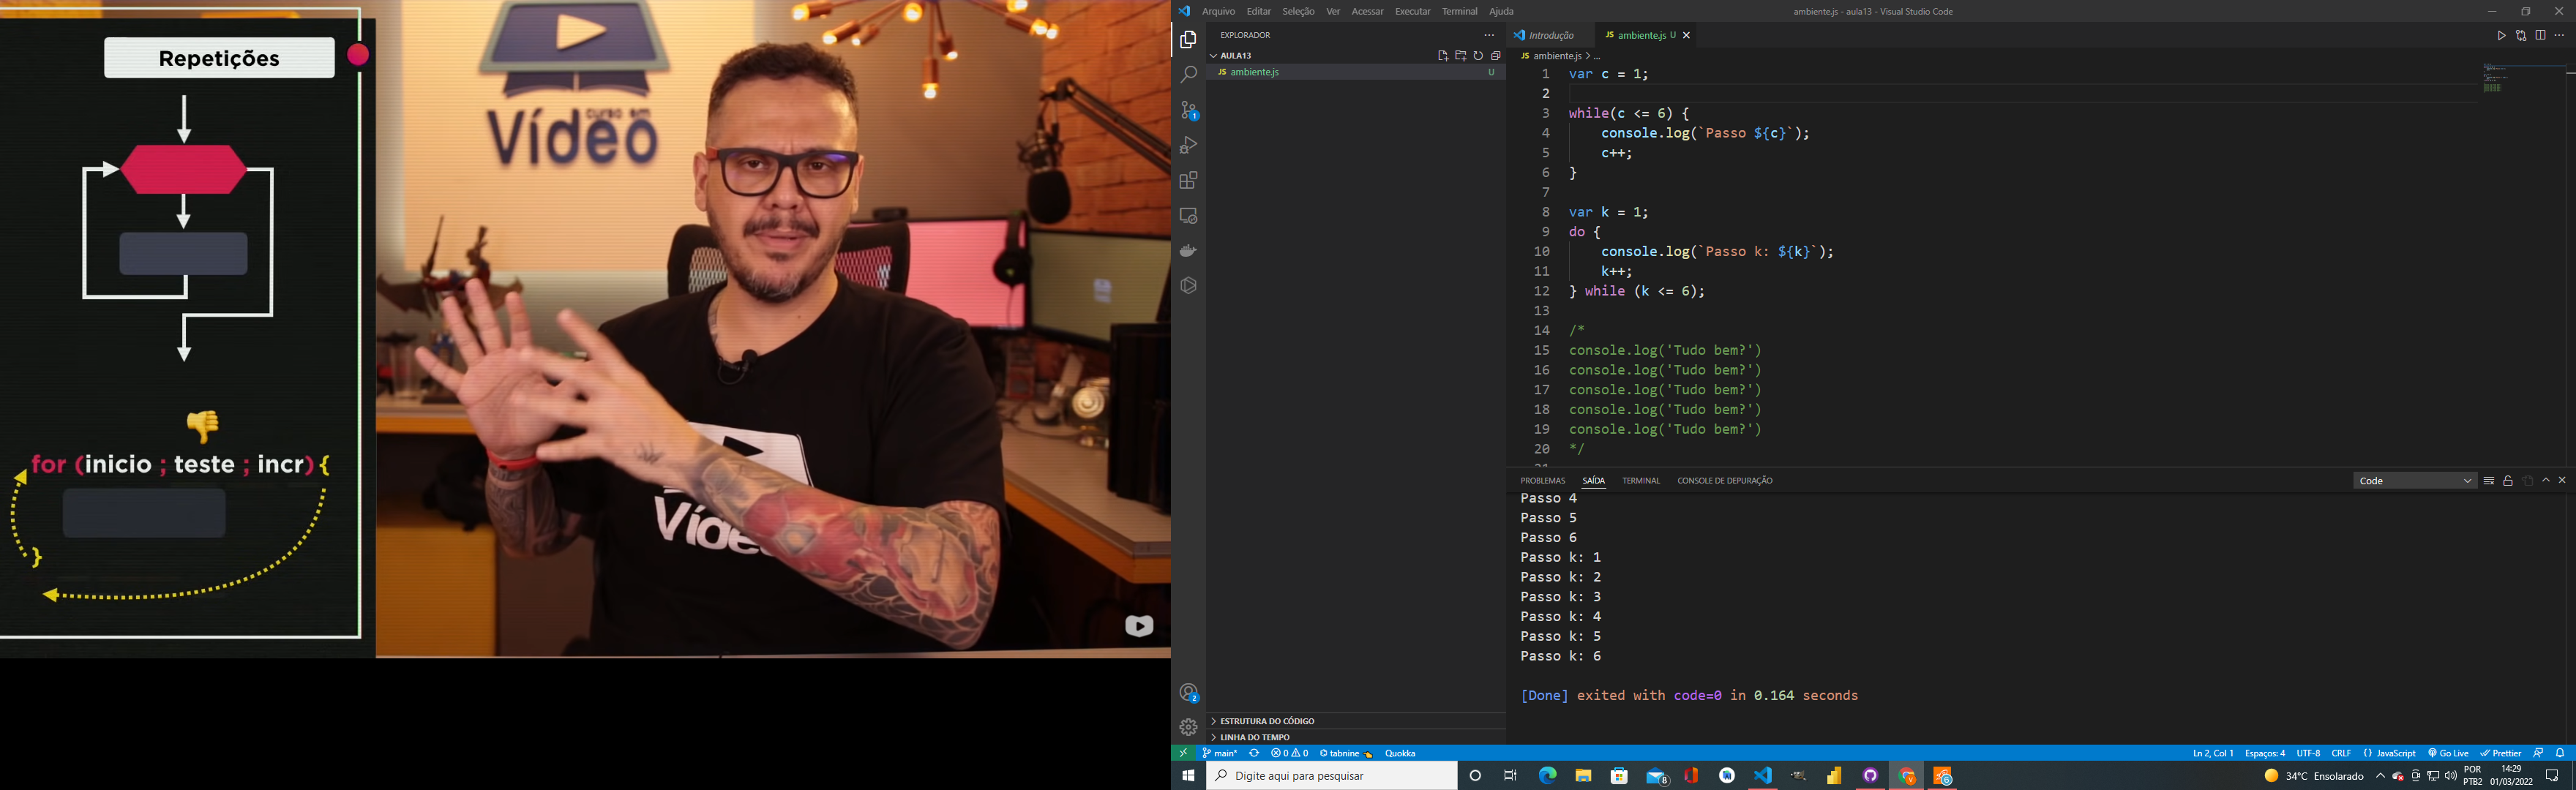 Repetições
for (inicio ; teste ; incr) {
}
curso em
Vídeo
Vídeo
Arquivo Editar Seleção Ver Acessar Executar Terminal Ajuda
ambiente.js - aula13 - Visual Studio Code
EXPLORADOR
AULA13
JS ambiente.js U
ESTRUTURA DO CÓDIGO
LINHA DO TEMPO
Introdução
JS ambiente.js U
JS ambiente.js > ...
1 var c = 1;
2
3 while(c <= 6) {
4 console.log(`Passo ${c}`);
5 c++;
6 }
7
8 var k = 1;
9 do {
10 console.log(`Passo k: ${k}`);
11 k++;
12 } while (k <= 6);
13
14 /*
15 console.log('Tudo bem?')
16 console.log('Tudo bem?')
17 console.log('Tudo bem?')
18 console.log('Tudo bem?')
19 console.log('Tudo bem?')
20 */
PROBLEMAS SAÍDA TERMINAL CONSOLE DE DEPURAÇÃO
Code
Passo 4
Passo 5
Passo 6
Passo k: 1
Passo k: 2
Passo k: 3
Passo k: 4
Passo k: 5
Passo k: 6
[Done] exited with code=0 in 0.164 seconds
main* 0 0 tabnine Quokka
Ln 2, Col 1 Espaços: 4 UTF-8 CRLF {} JavaScript Go Live Prettier
Digite aqui para pesquisar
34°C Ensolarado
POR
PTB2
14:29
01/03/2022